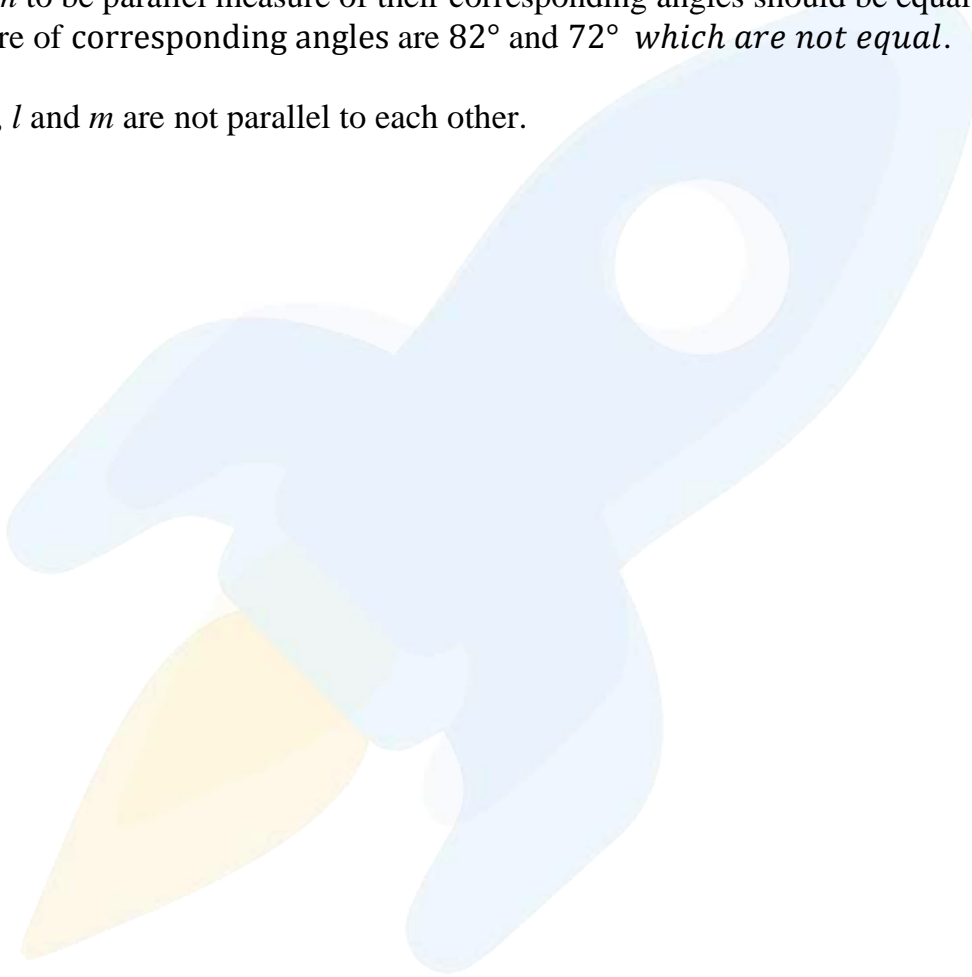 to be parallel measure of their corresponding angles should be equal
re of corresponding angles are 82° and 72° which are not equal.
, l and m are not parallel to each other.